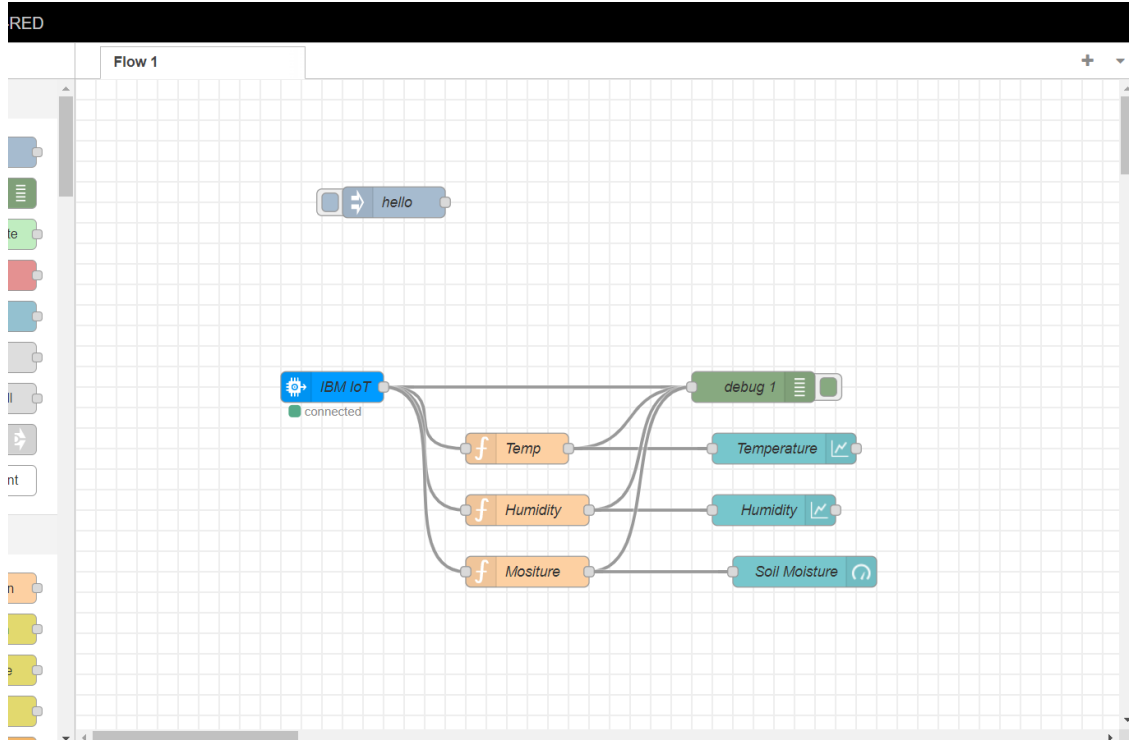 -RED
Flow 1
hello
te
IBM IoT
debug 1
connected
ll
Temp
Temperature
nt
Humidity
Humidity
Mositure
Soil Moisture
n
e